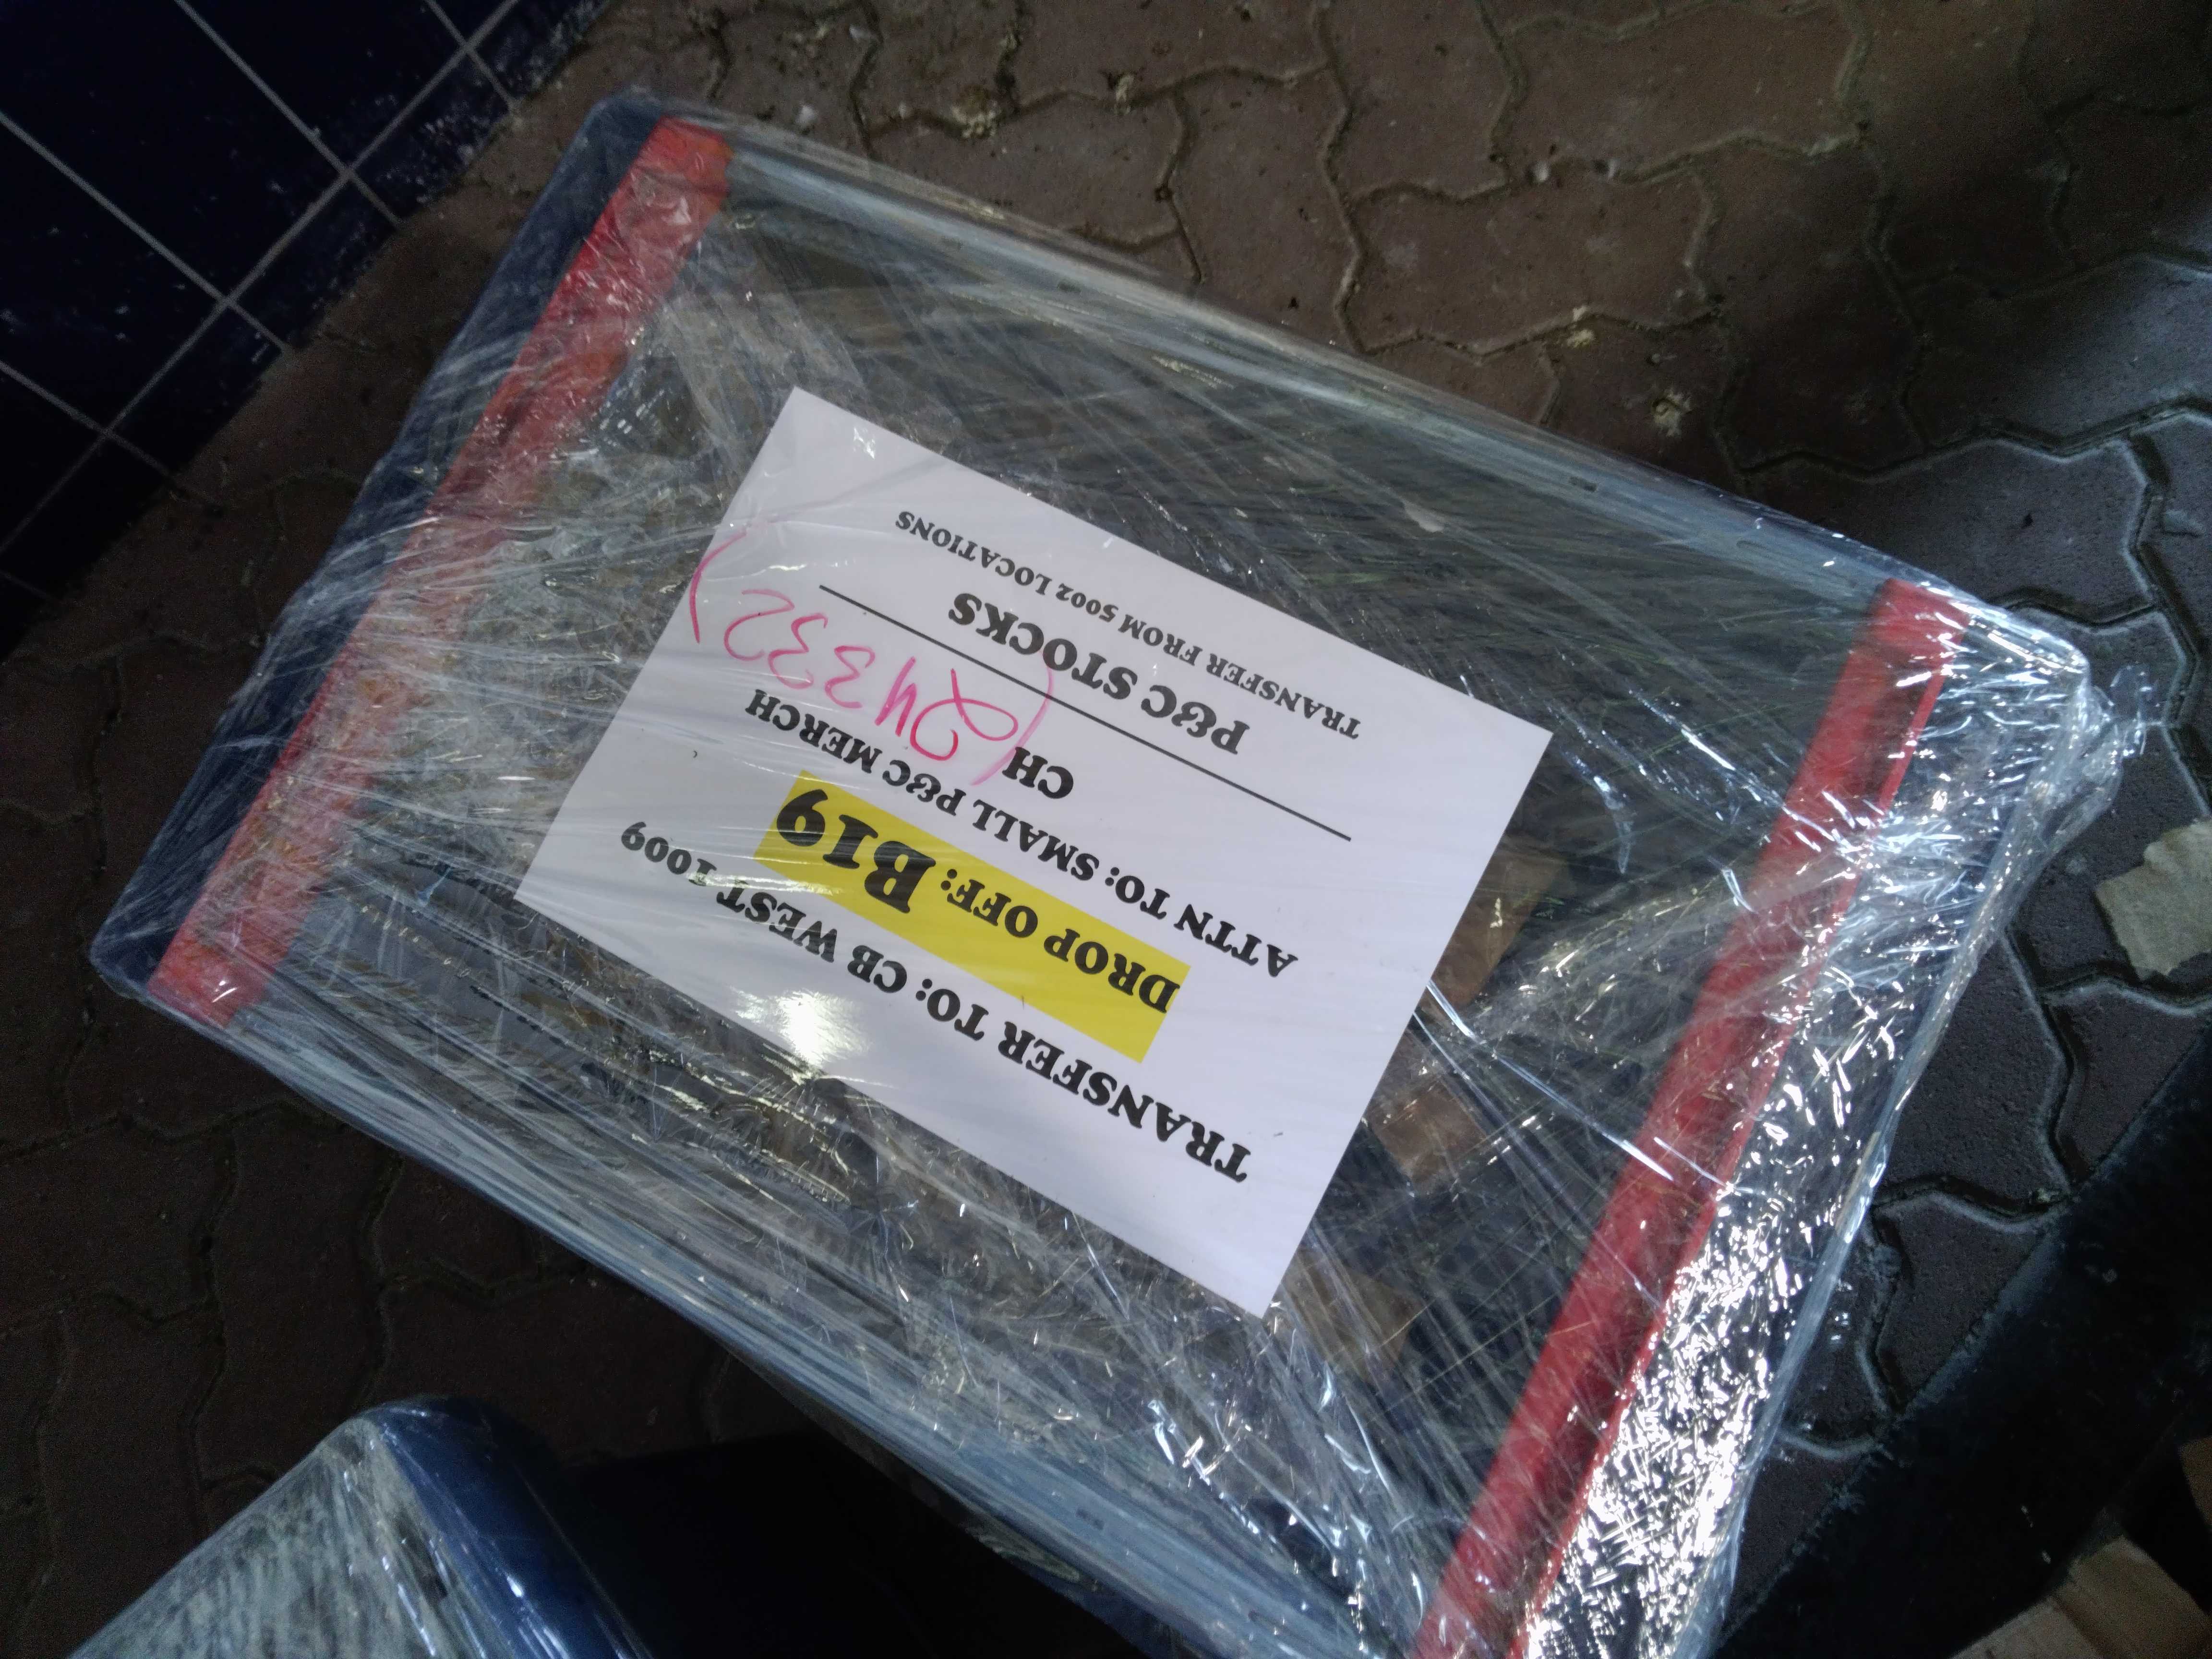 TRANSFER TO: CB WEST 1009
DROP OFF: B19
ATTN TO: SMALL P&C MERCH
CH
(24332)
P&C STOCKS
TRANSFER FROM 5002 LOCATIONS